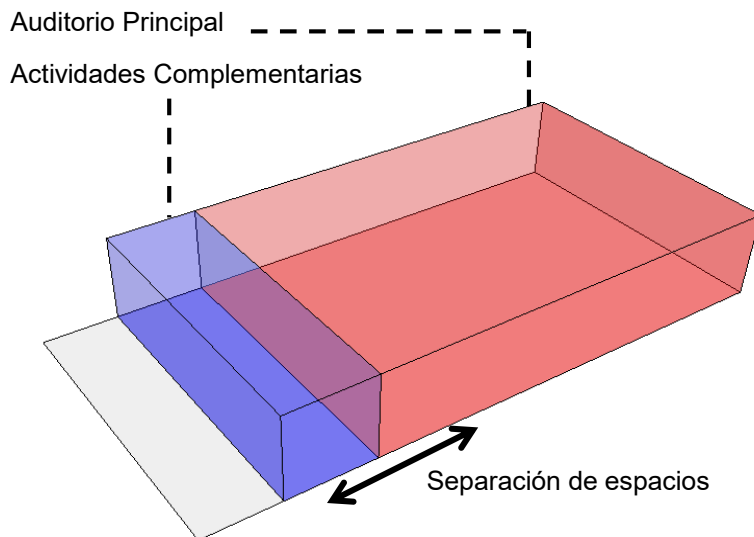 Auditorio Principal
Actividades Complementarias
Separación de espacios